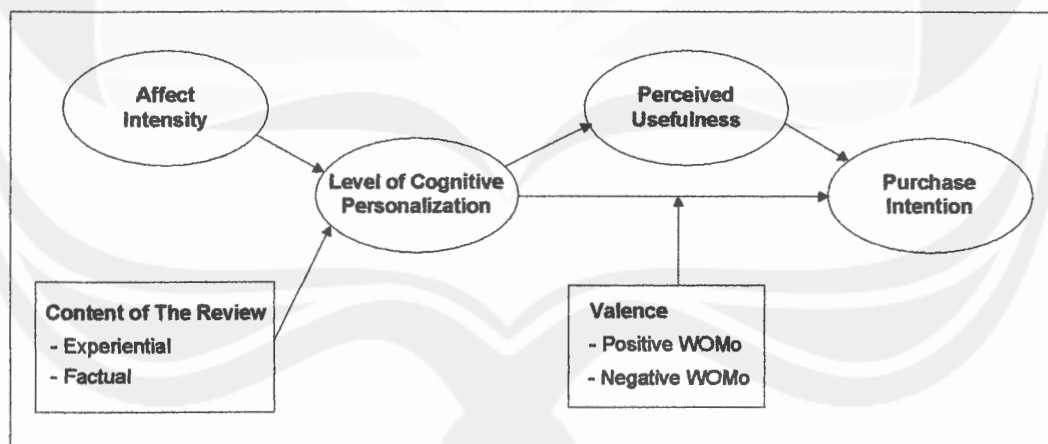 Affect
Intensity
Perceived
Usefulness
Level of Cognitive
Personalization
Purchase
Intention
Content of The Review
- Experiential
- Factual
Valence
- Positive WOMo
- Negative WOMo